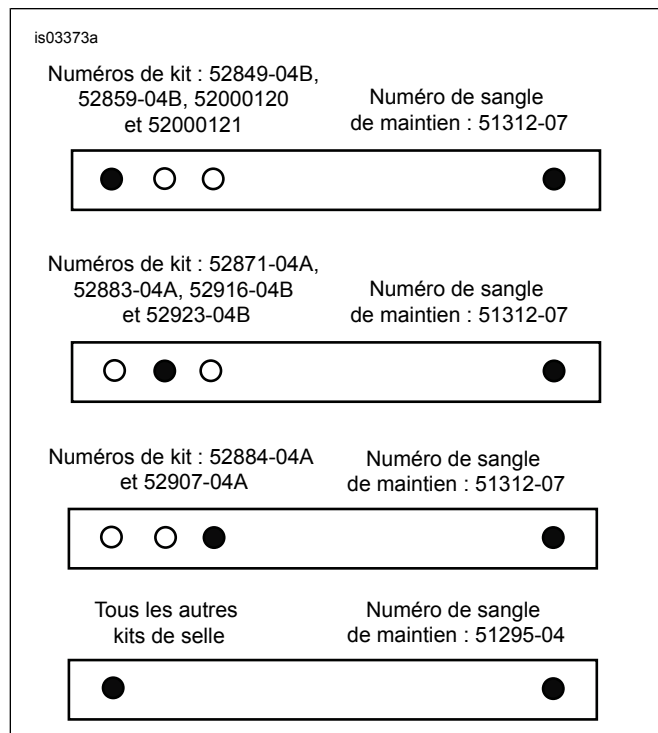 is03373a
Numéros de kit : 52849-04B,
52859-04B, 52000120
et 52000121
Numéro de sangle
de maintien : 51312-07
Numéros de kit : 52871-04A,
52883-04A, 52916-04B
et 52923-04B
Numéro de sangle
de maintien : 51312-07
Numéros de kit : 52884-04A
et 52907-04A
Numéro de sangle
de maintien : 51312-07
Tous les autres
kits de selle
Numéro de sangle
de maintien : 51295-04